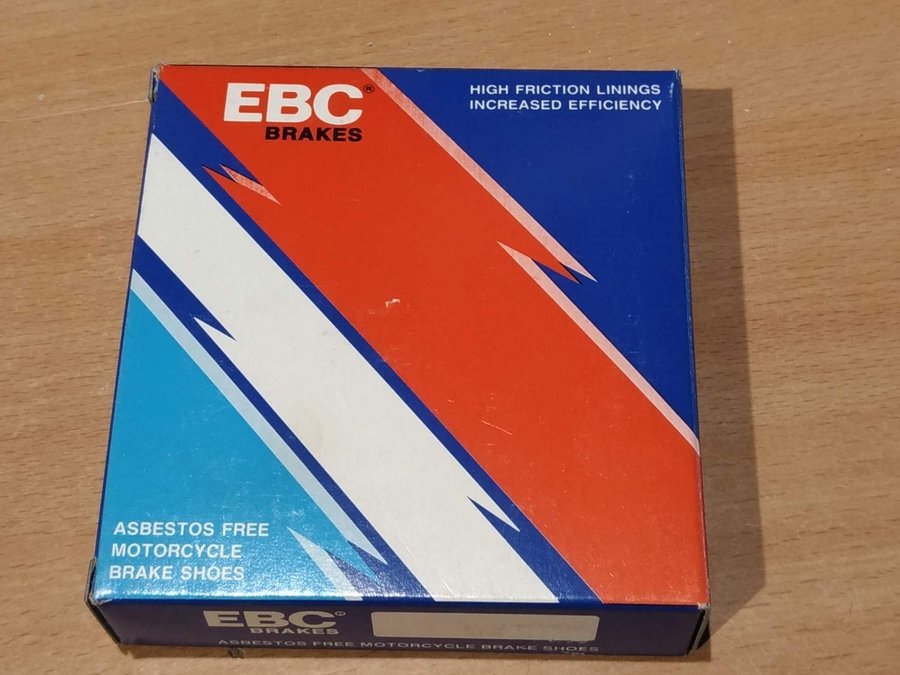 EBC®
BRAKES
HIGH FRICTION LININGS
INCREASED EFFICIENCY
ASBESTOS FREE
MOTORCYCLE
BRAKE SHOES
EBC®
BRAKES
ASBESTOS FREE MOTORCYCLE BRAKE SHOES